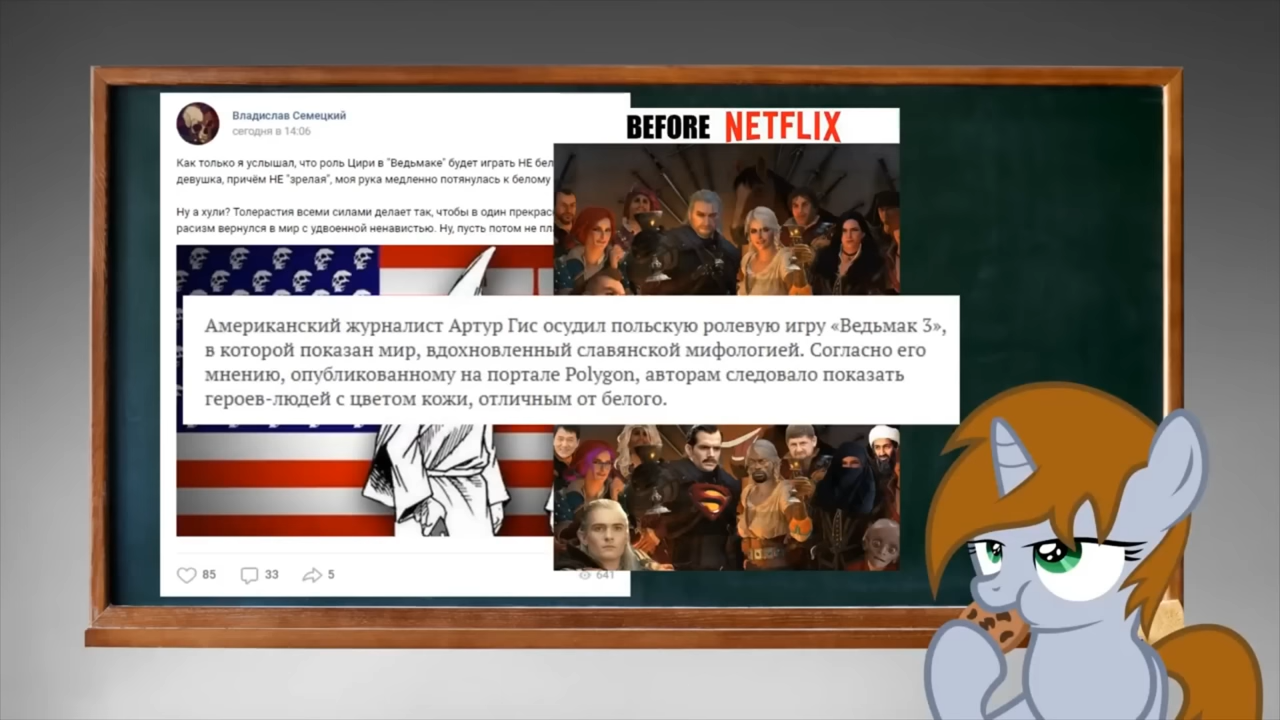 Владислав Семецкий
сегодня в 14:06
Как только я услышал, что роль Цири в "Ведьмаке" будет играть НЕ
девушка, причём НЕ "зрелая", моя рука медленно потянулась к белому
Ну а хули? Толерастия всеми силами делает так, чтобы в один
расизм вернулся в мир с удвоенной ненавистью. Ну, пусть потом не
85
33
5
641
BEFORE NETFLIX
Американский журналист Артур Гис осудил польскую ролевую игру «Ведьмак 3»,
в которой показан мир, вдохновленный славянской мифологией. Согласно его
мнению, опубликованному на портале Polygon, авторам следовало показать
героев-людей с цветом кожи, отличным от белого.